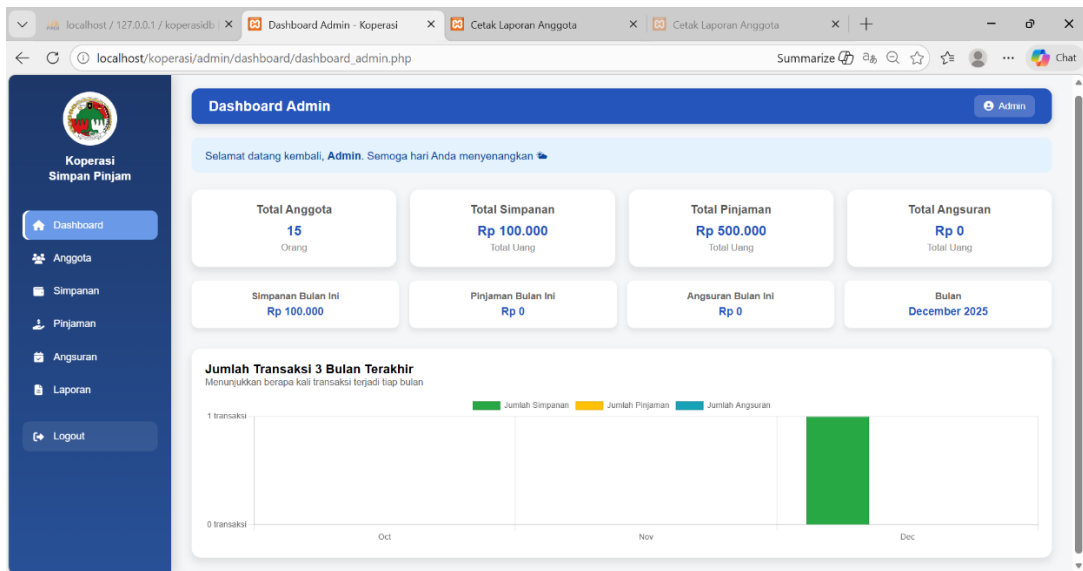 localhost / 127.0.0.1 / koperasidb
Dashboard Admin - Koperasi
Cetak Laporan Anggota
Cetak Laporan Anggota
localhost/koperasi/admin/dashboard/dashboard_admin.php
Summarize
Chat
Koperasi
Simpan Pinjam
Dashboard
Anggota
Simpanan
Pinjaman
Angsuran
Laporan
Logout
Dashboard Admin
Admin
Selamat datang kembali, Admin. Semoga hari Anda menyenangkan
Total Anggota
15
Orang
Total Simpanan
Rp 100.000
Total Uang
Total Pinjaman
Rp 500.000
Total Uang
Total Angsuran
Rp 0
Total Uang
Simpanan Bulan Ini
Rp 100.000
Pinjaman Bulan Ini
Rp 0
Angsuran Bulan Ini
Rp 0
Bulan
December 2025
Jumlah Transaksi 3 Bulan Terakhir
Menunjukkan berapa kali transaksi terjadi tiap bulan
Jumlah Simpanan Jumlah Pinjaman Jumlah Angsuran
1 transaksi
0 transaksi
Oct Nov Dec